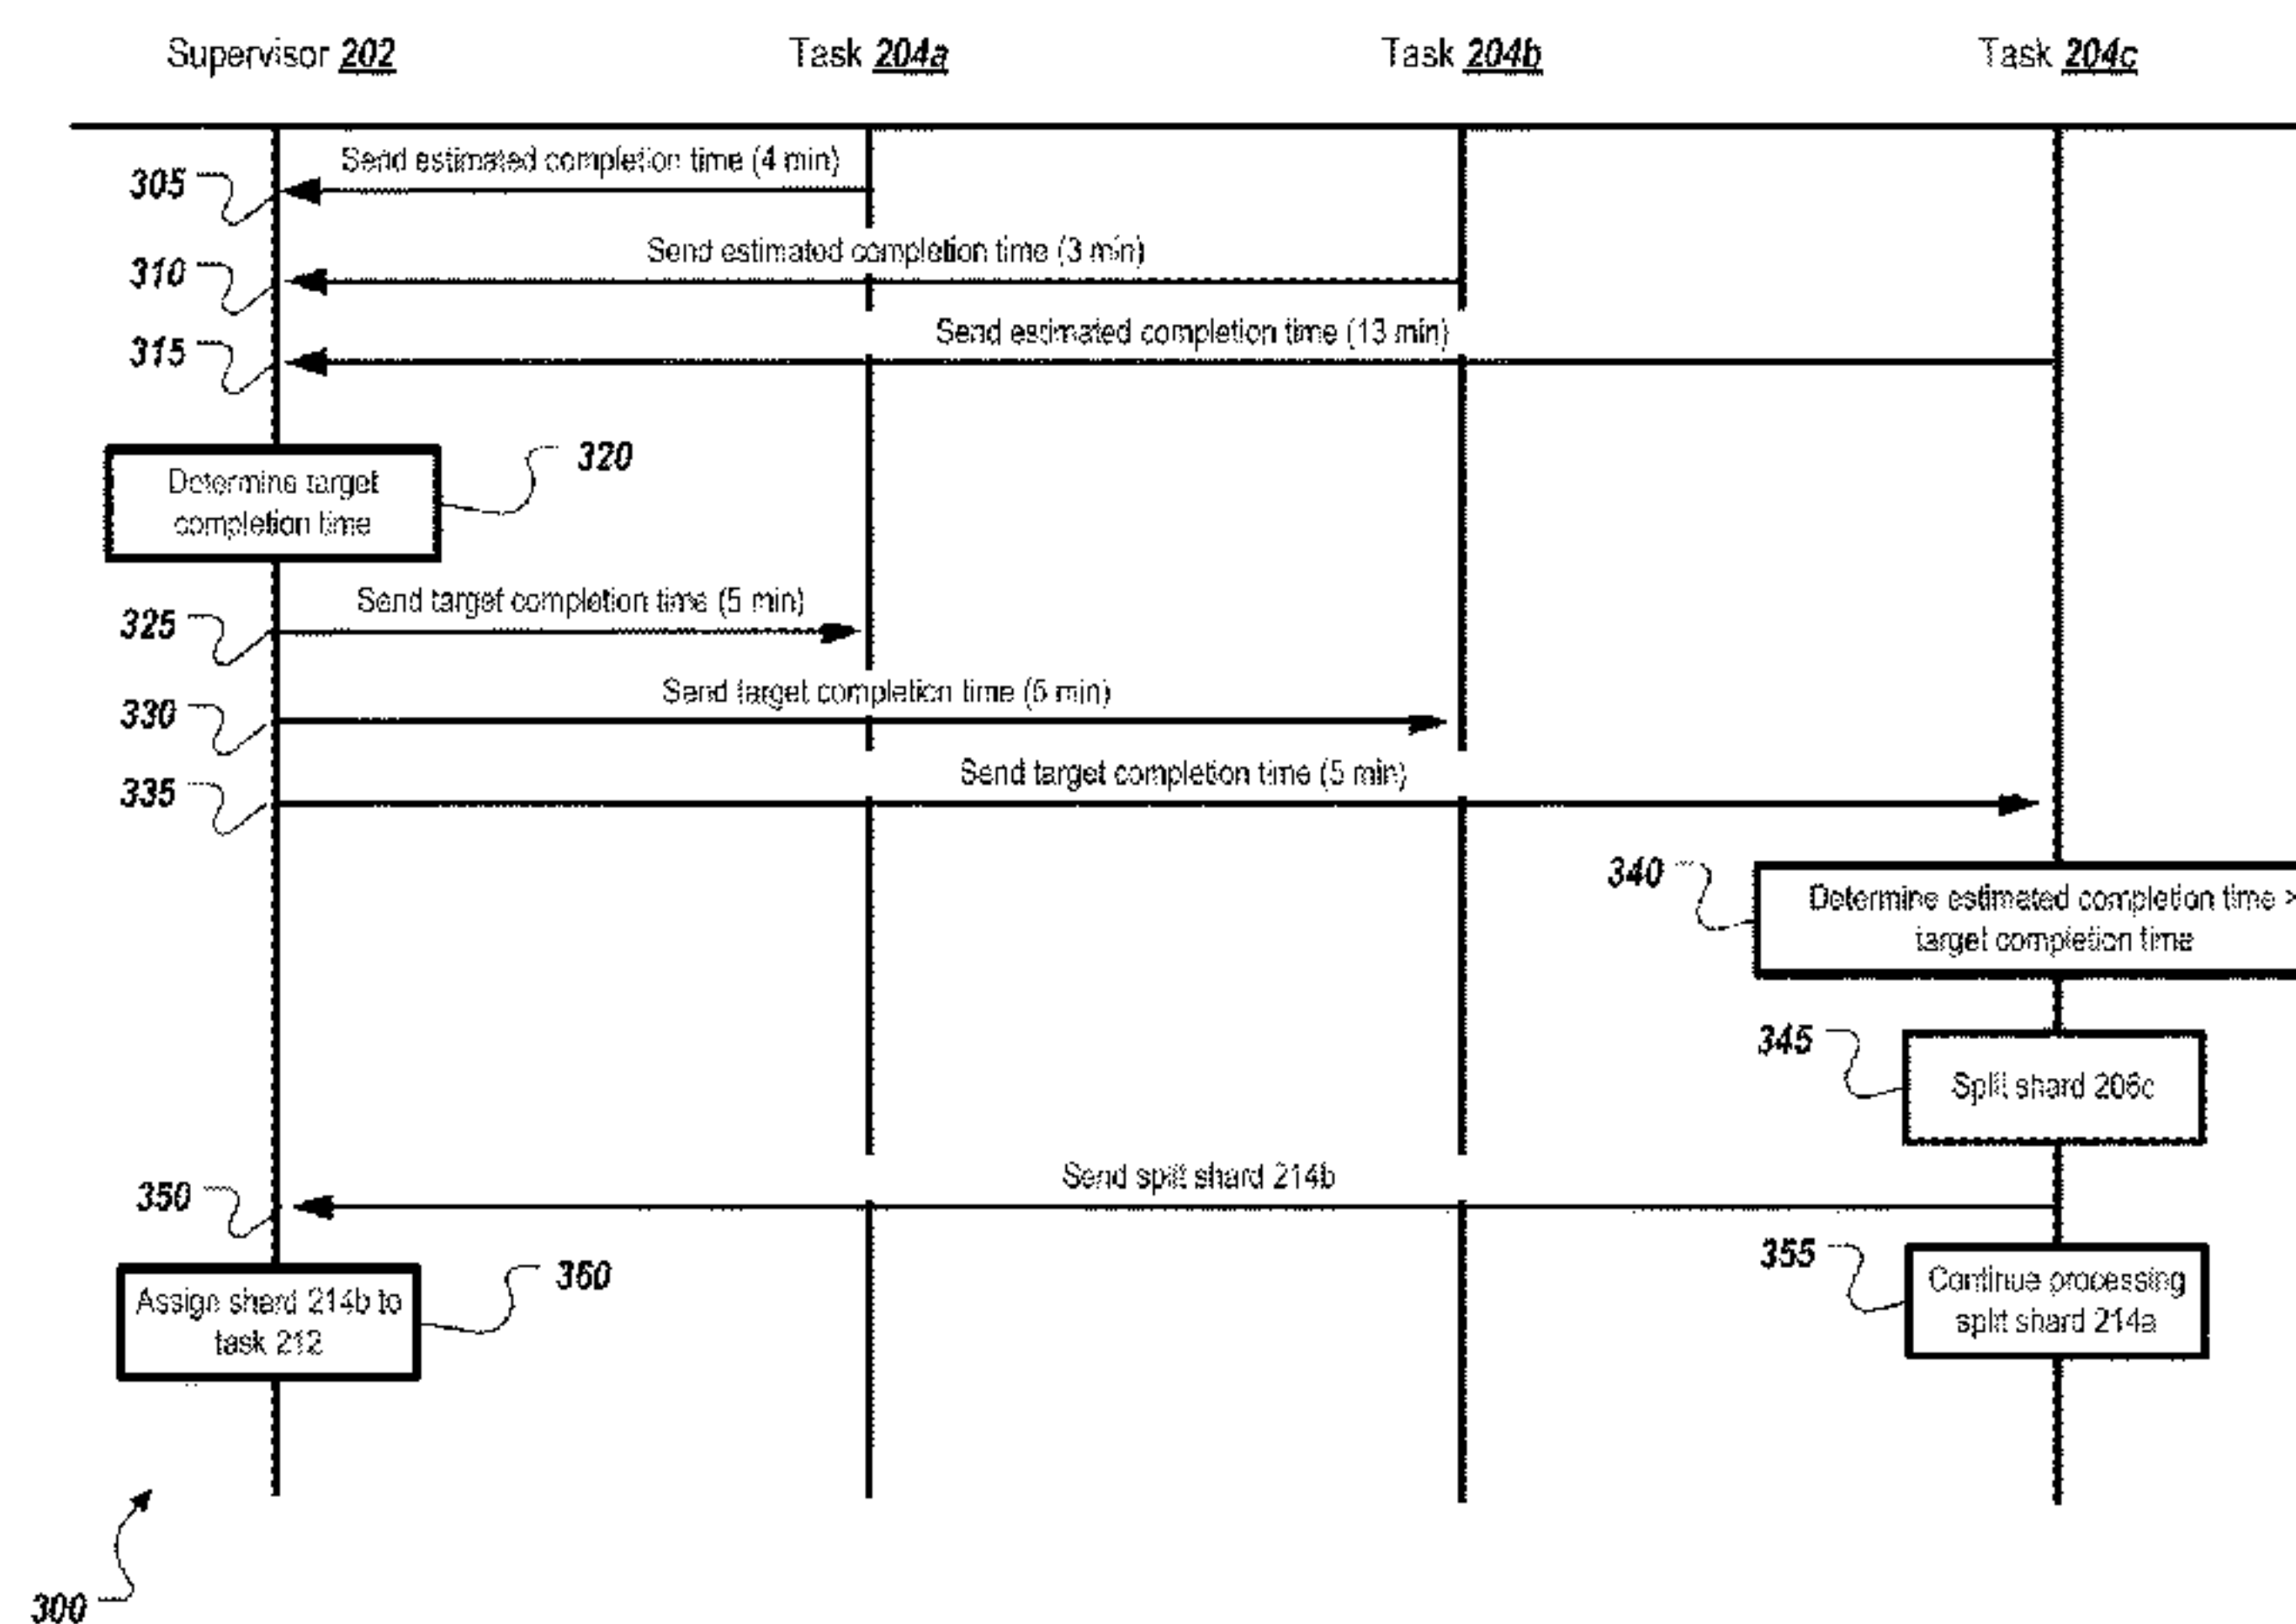 Supervisor 202
Task 204a
Task 204b
Task 204c
Send estimated completion time (4 min)
305
Send estimated completion time (3 min)
310
Send estimated completion time (13 min)
315
320
Determine target
completion time
Send target completion time (5 min)
325
Send target completion time (5 min)
330
Send target completion time (5 min)
335
340
Determine estimated completion time >
target completion time
345
Split shard 206c
Send split shard 214b
350
355
Continue processing
split shard 214a
360
Assign shard 214b to
task 212
300